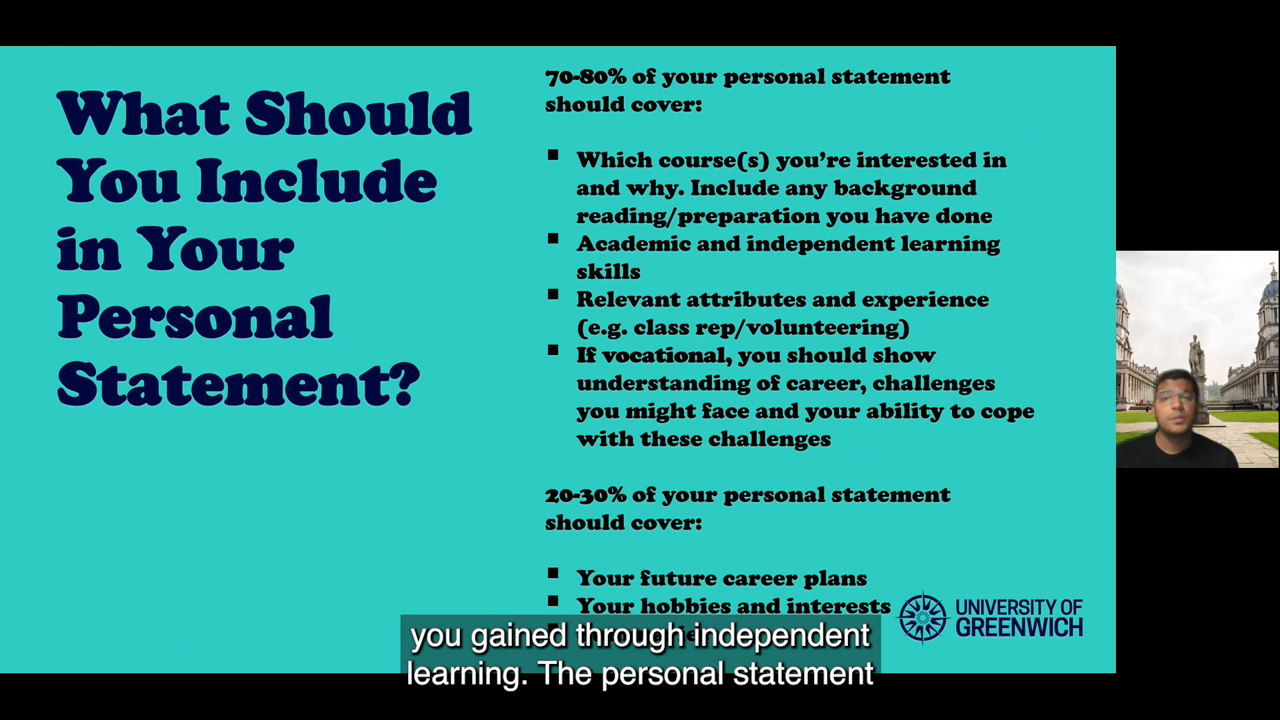 What Should
You Include
in Your
Personal
Statement?
70-80% of your personal statement
should cover:
Which course(s) you're interested in
and why. Include any background
reading/preparation you have done
Academic and independent learning
skills
Relevant attributes and experience
(e.g. class rep/volunteering)
If vocational, you should show
understanding of career, challenges
you might face and your ability to cope
with these challenges
20-30% of your personal statement
should cover:
Your future career plans
Your hobbies and interests
UNIVERSITY OF
GREENWICH
you gained through independent
learning. The personal statement